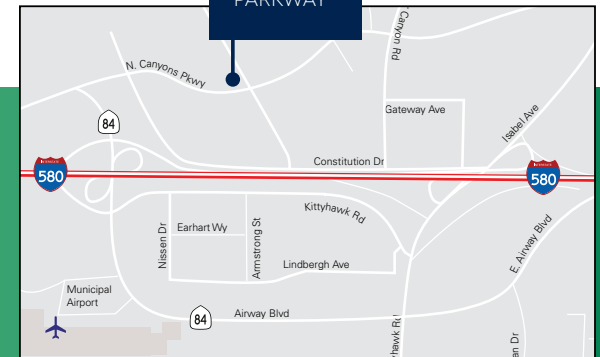 PARKWAY
Canyon Rd
N. Canyons Pkwy
Gateway Ave
84
Isabel Ave
Constitution Dr
580
580
Kittyhawk Rd
Earhart Wy
Nissen Dr
Armstrong St
E. Airway Blvd
Lindbergh Ave
Municipal
Airport
84
Airway Blvd